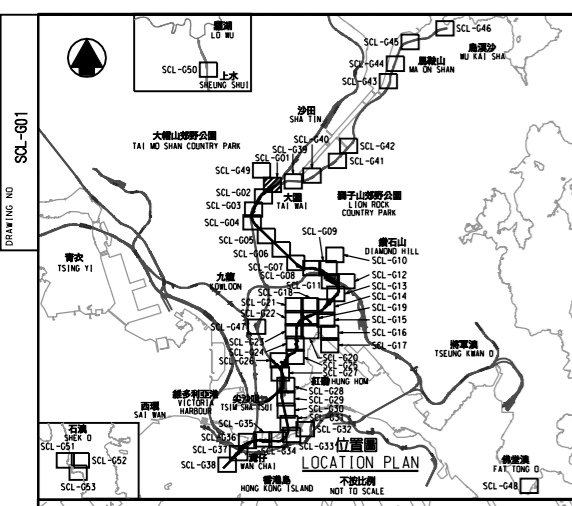 DRAWING NO
SCL-G01
羅湖
LO WU
SCL-G50
上水
SHEUNG SHUI
SCL-G46
SCL-G45
烏溪沙
WU KAI SHA
SCL-G44
馬鞍山
MA ON SHAN
SCL-G43
沙田
SHA TIN
大帽山郊野公園
TAI MO SHAN COUNTRY PARK
SCL-G40
SCL-G39
SCL-G42
SCL-G01
SCL-G41
SCL-G49
SCL-G02
大圍
TAI WAI
獅子山郊野公園
LION ROCK
COUNTRY PARK
SCL-G03
SCL-G04
SCL-G05
SCL-G09
鑽石山
DIAMOND HILL
SCL-G06
SCL-G10
青衣
TSING YI
SCL-G07
SCL-G08
九龍
KOWLOON
SCL-G11
SCL-G12
SCL-G13
SCL-G18
SCL-G14
SCL-G21
SCL-G19
SCL-G22
SCL-G15
SCL-G47
SCL-G16
SCL-G23
SCL-G17
將軍澳
TSEUNG KWAN O
SCL-G24
SCL-G20
SCL-G26
SCL-G25
SCL-G27
紅磡
HUNG HOM
西環
SAI WAN
維多利亞港
VICTORIA
HARBOUR
尖沙咀
TSIM SHA TSUI
SCL-G28
SCL-G29
SCL-G30
SCL-G31
SCL-G35
SCL-G32
石澳
SHEK O
SCL-G51
SCL-G52
SCL-G53
SCL-G36
SCL-G37
SCL-G34
SCL-G33
SCL-G38
灣仔
WAN CHAI
香港島
HONG KONG ISLAND
位置圖
LOCATION PLAN
不按比例
NOT TO SCALE
佛堂澳
FAT TONG O
SCL-G48